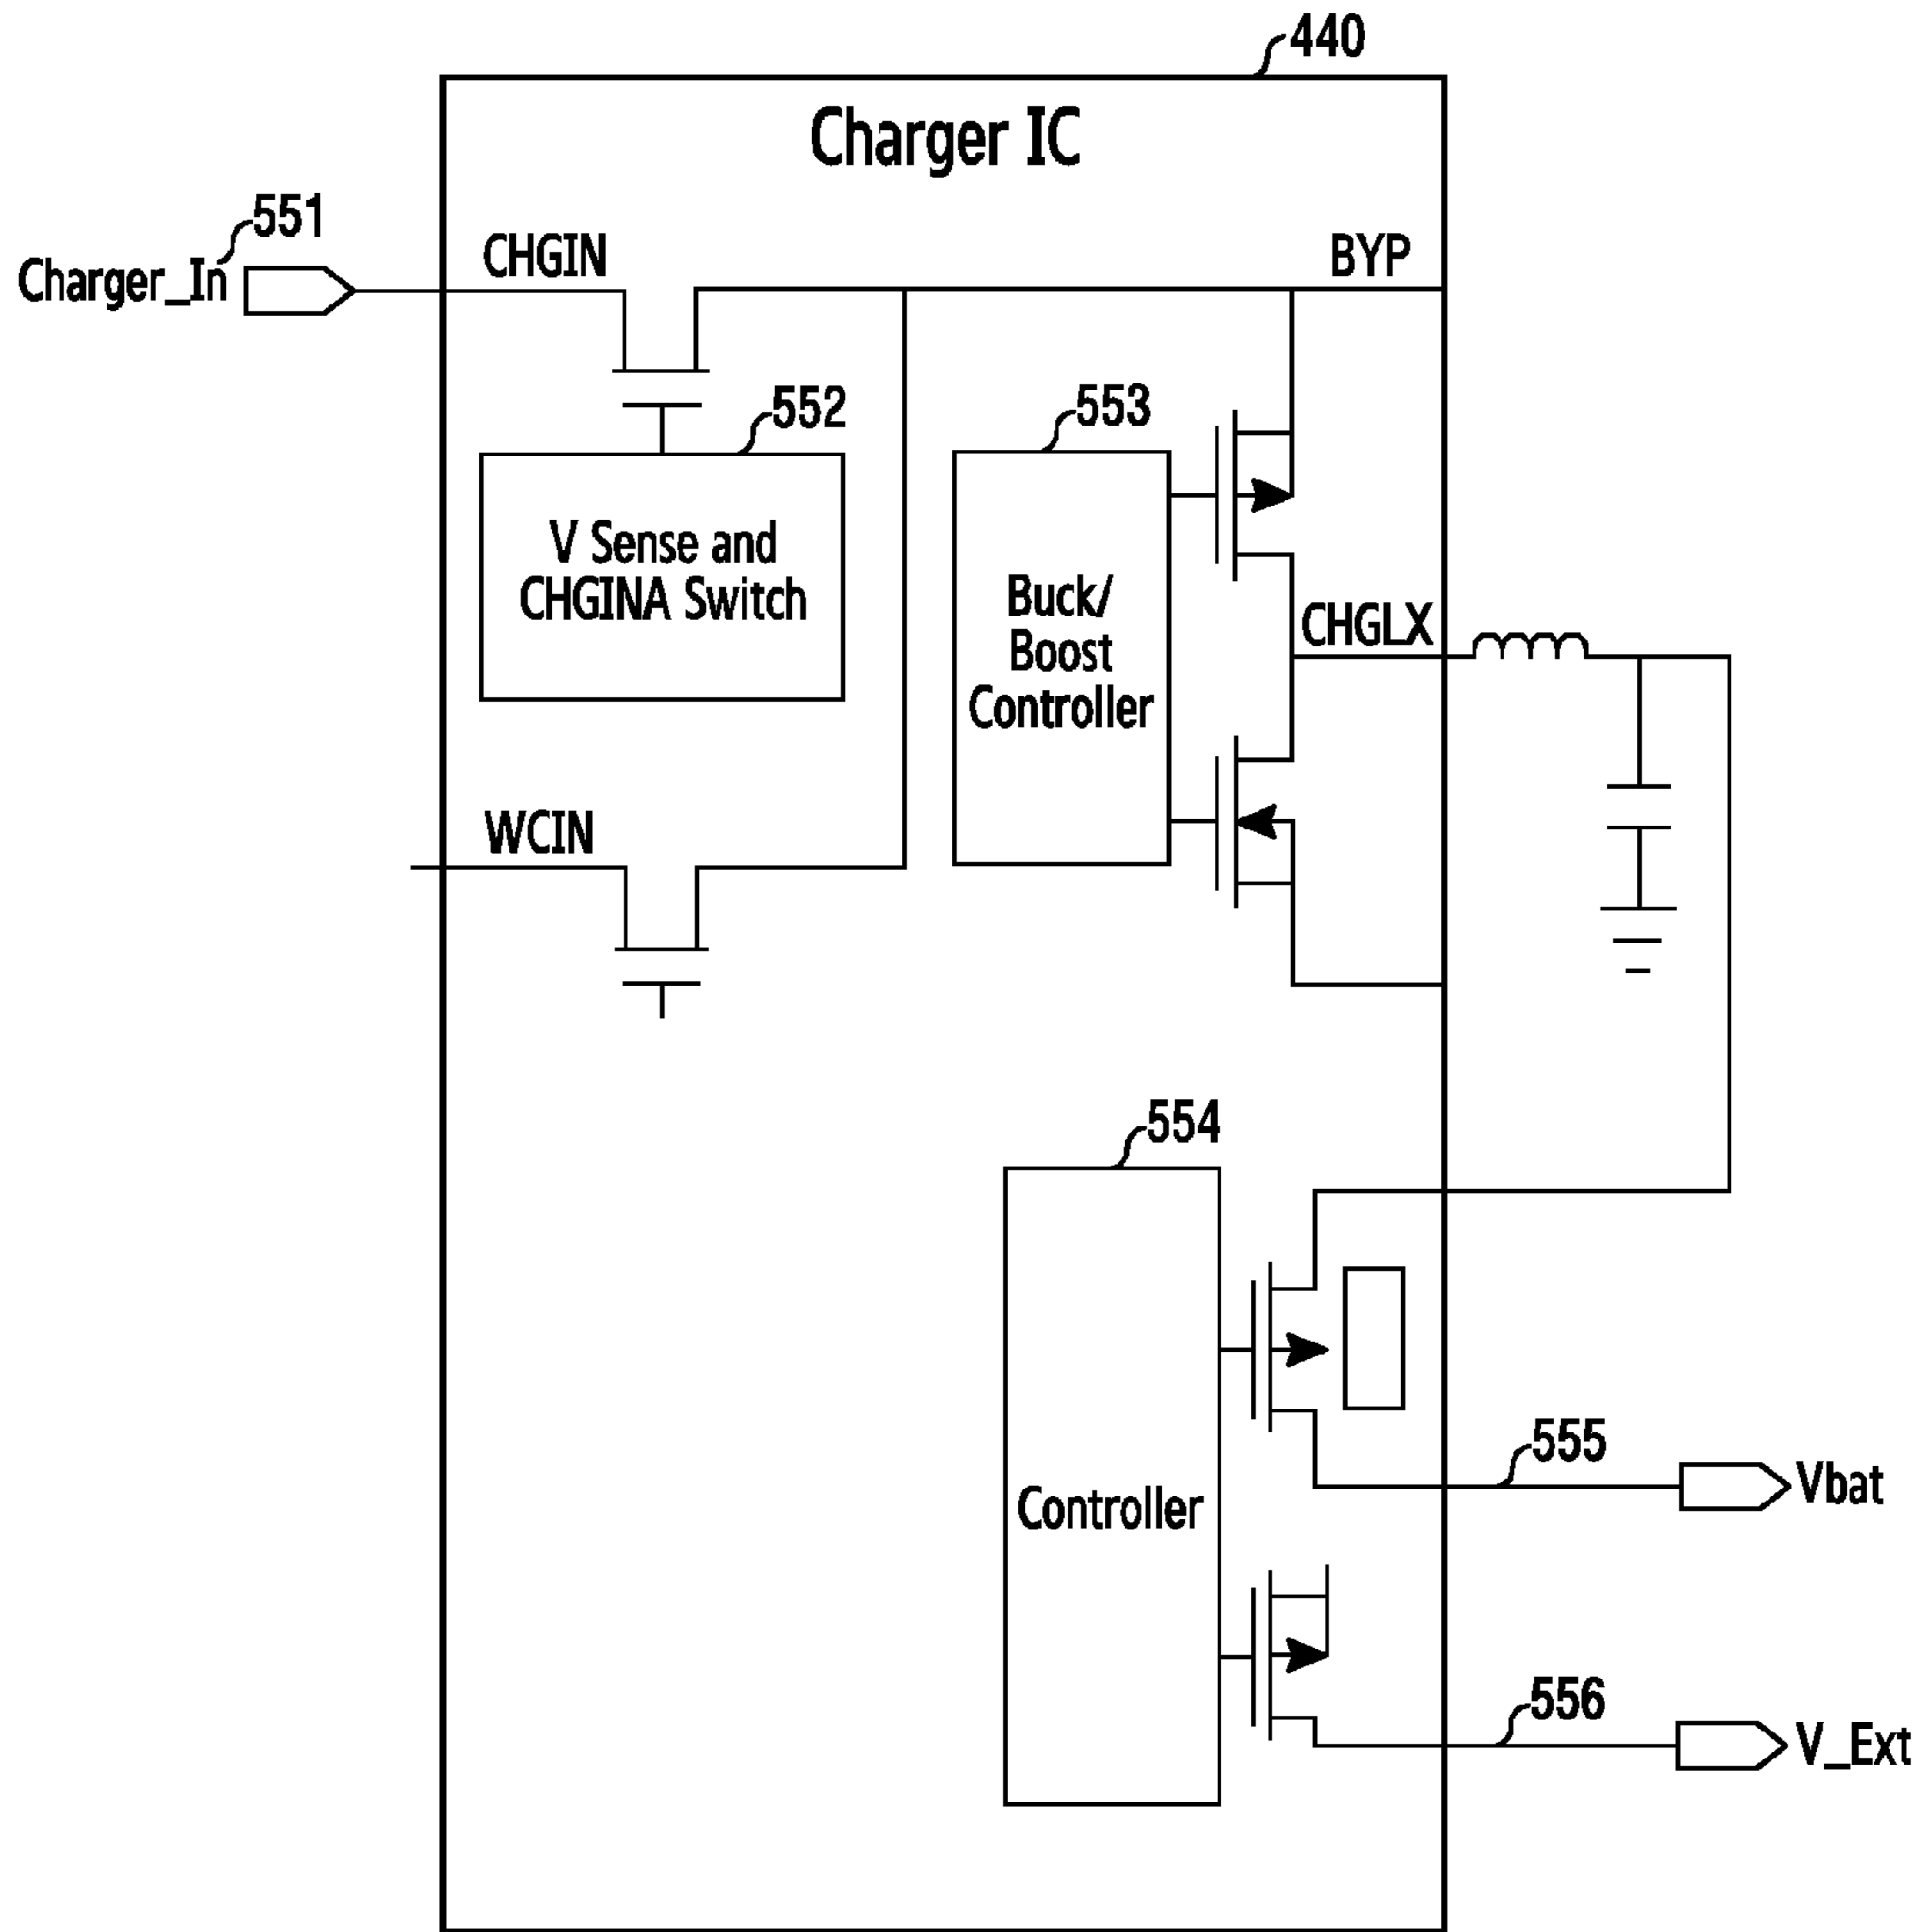 440
Charger IC
551
Charger_In
CHGIN
BYP
552
553
V Sense and
CHGINA Switch
Buck/
Boost
Controller
CHGLX
WCIN
554
Controller
555
Vbat
556
V_Ext